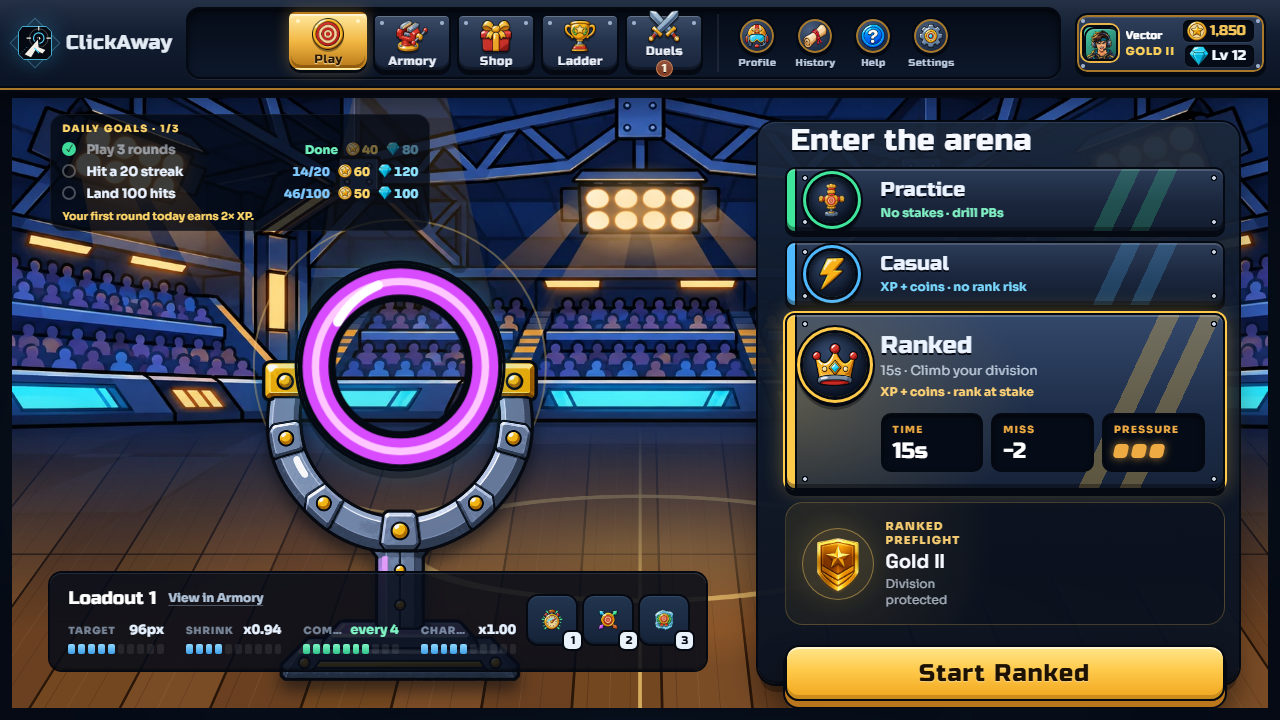 ClickAway
Play
Armory
Shop
Ladder
Duels
1
Profile
History
Help
Settings
Vector
GOLD II
1,850
Lv 12
DAILY GOALS · 1/3
Play 3 rounds Done 40 80
Hit a 20 streak 14/20 60 120
Land 100 hits 46/100 50 100
Your first round today earns 2× XP.
Enter the arena
Practice
No stakes · drill PBs
Casual
XP + coins · no rank risk
Ranked
15s · Climb your division
XP + coins · rank at stake
TIME
15s
MISS
-2
PRESSURE
RANKED
PREFLIGHT
Gold II
Division
protected
Start Ranked
Loadout 1 View in Armory
TARGET 96px
SHRINK x0.94
COM... every 4
CHAR... x1.00
1
2
3